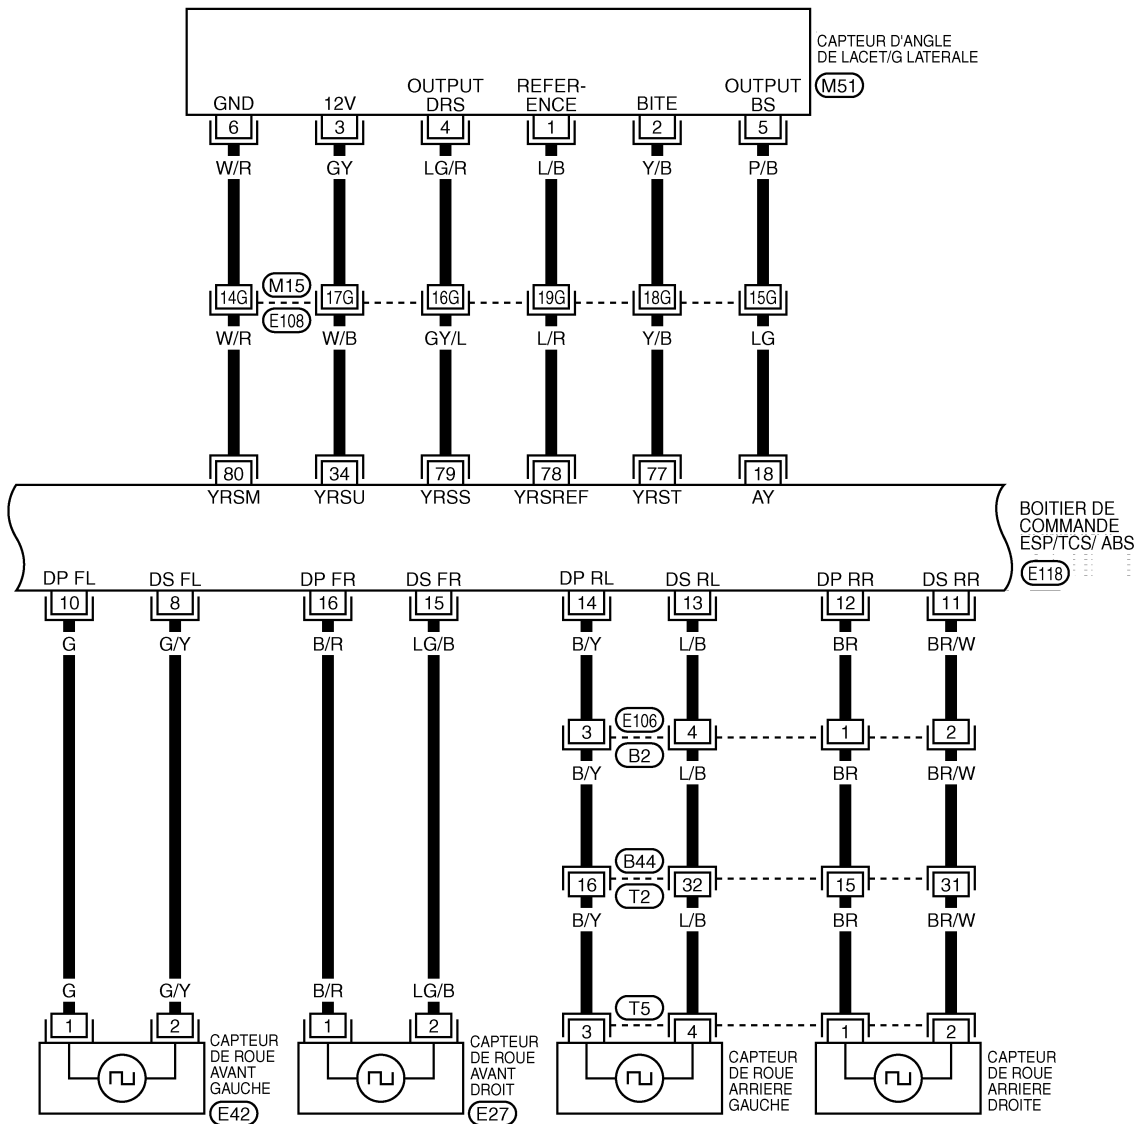 CAPTEUR D'ANGLE
DE LACET/G LATERALE
M51
OUTPUT REFER- OUTPUT
GND 12V DRS ENCE BITE BS
6 3 4 1 2 5
W/R GY LG/R L/B Y/B P/B
M15
14G 17G 16G 19G 18G 15G
E108
W/R W/B GY/L L/R Y/B LG
80 34 79 78 77 18
YRSM YRSU YRSS YRSREF YRST AY
BOITIER DE
COMMANDE
ESP/TCS/ ABS
E118
DP FL DS FL DP FR DS FR DP RL DS RL DP RR DS RR
10 8 16 15 14 13 12 11
G G/Y B/R LG/B B/Y L/B BR BR/W
E106
3 4 1 2
B2
B/Y L/B BR BR/W
B44
16 32 15 31
T2
B/Y L/B BR BR/W
G G/Y B/R LG/B
T5
1 2 1 2 3 4 1 2
CAPTEUR
DE ROUE
AVANT
GAUCHE
E42
CAPTEUR
DE ROUE
AVANT
DROIT
E27
CAPTEUR
DE ROUE
ARRIERE
GAUCHE
CAPTEUR
DE ROUE
ARRIERE
DROITE